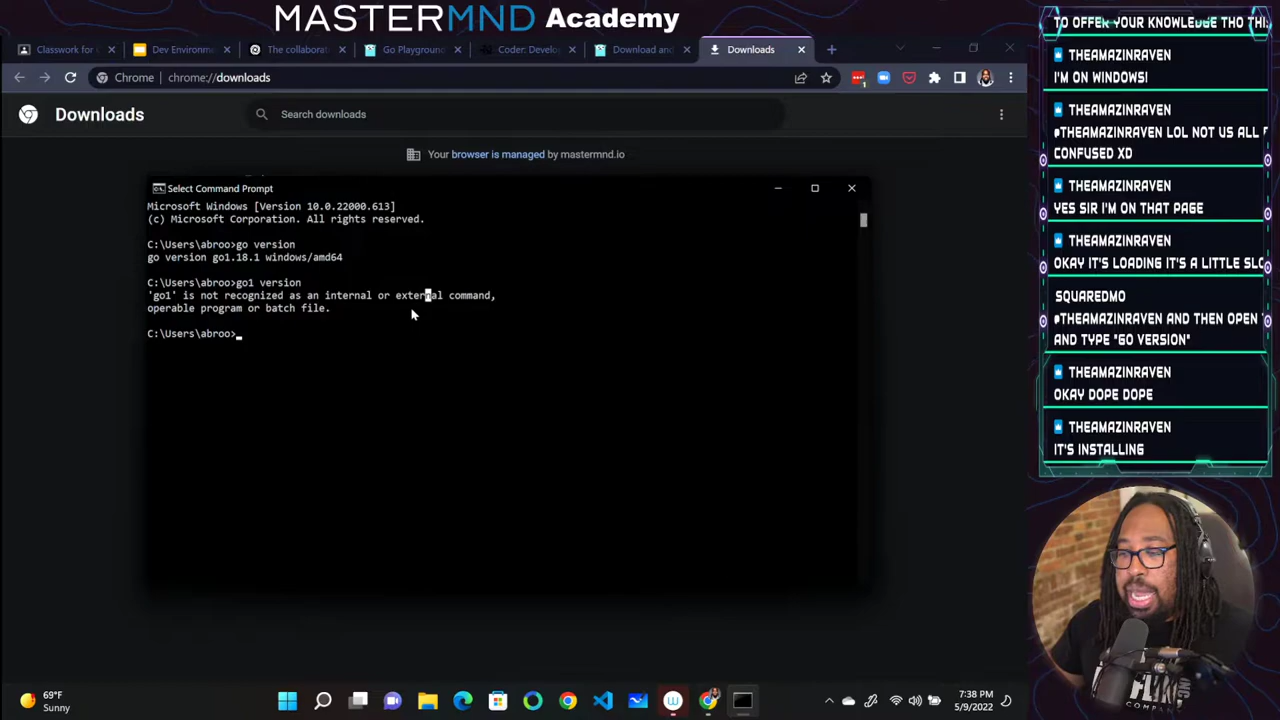 MASTERMND Academy
Classwork for
Dev Environme
The collabora
Go Playgroun
Coder: Develo
Download and
Downloads
Chrome
chrome://downloads
Downloads
Search downloads
Your browser is managed by mastermnd.io
Select Command Prompt
Microsoft Windows [Version 10.0.22000.613]
(c) Microsoft Corporation. All rights reserved.
C:\Users\abroo>go version
go version go1.18.1 windows/amd64
C:\Users\abroo>go1 version
'go1' is not recognized as an internal or external command,
operable program or batch file.
C:\Users\abroo>
TO OFFER YOUR KNOWLEDGE THO THI
THEAMAZINRAVEN
I'M ON WINDOWS!
THEAMAZINRAVEN
@THEAMAZINRAVEN LOL NOT US ALL
CONFUSED XD
THEAMAZINRAVEN
YES SIR I'M ON THAT PAGE
THEAMAZINRAVEN
OKAY IT'S LOADING IT'S A LITTLE SLO
SQUAREDMO
@THEAMAZINRAVEN AND THEN OPEN
AND TYPE "GO VERSION"
THEAMAZINRAVEN
OKAY DOPE DOPE
THEAMAZINRAVEN
IT'S INSTALLING
69°F
Sunny
7:38 PM
5/9/2022